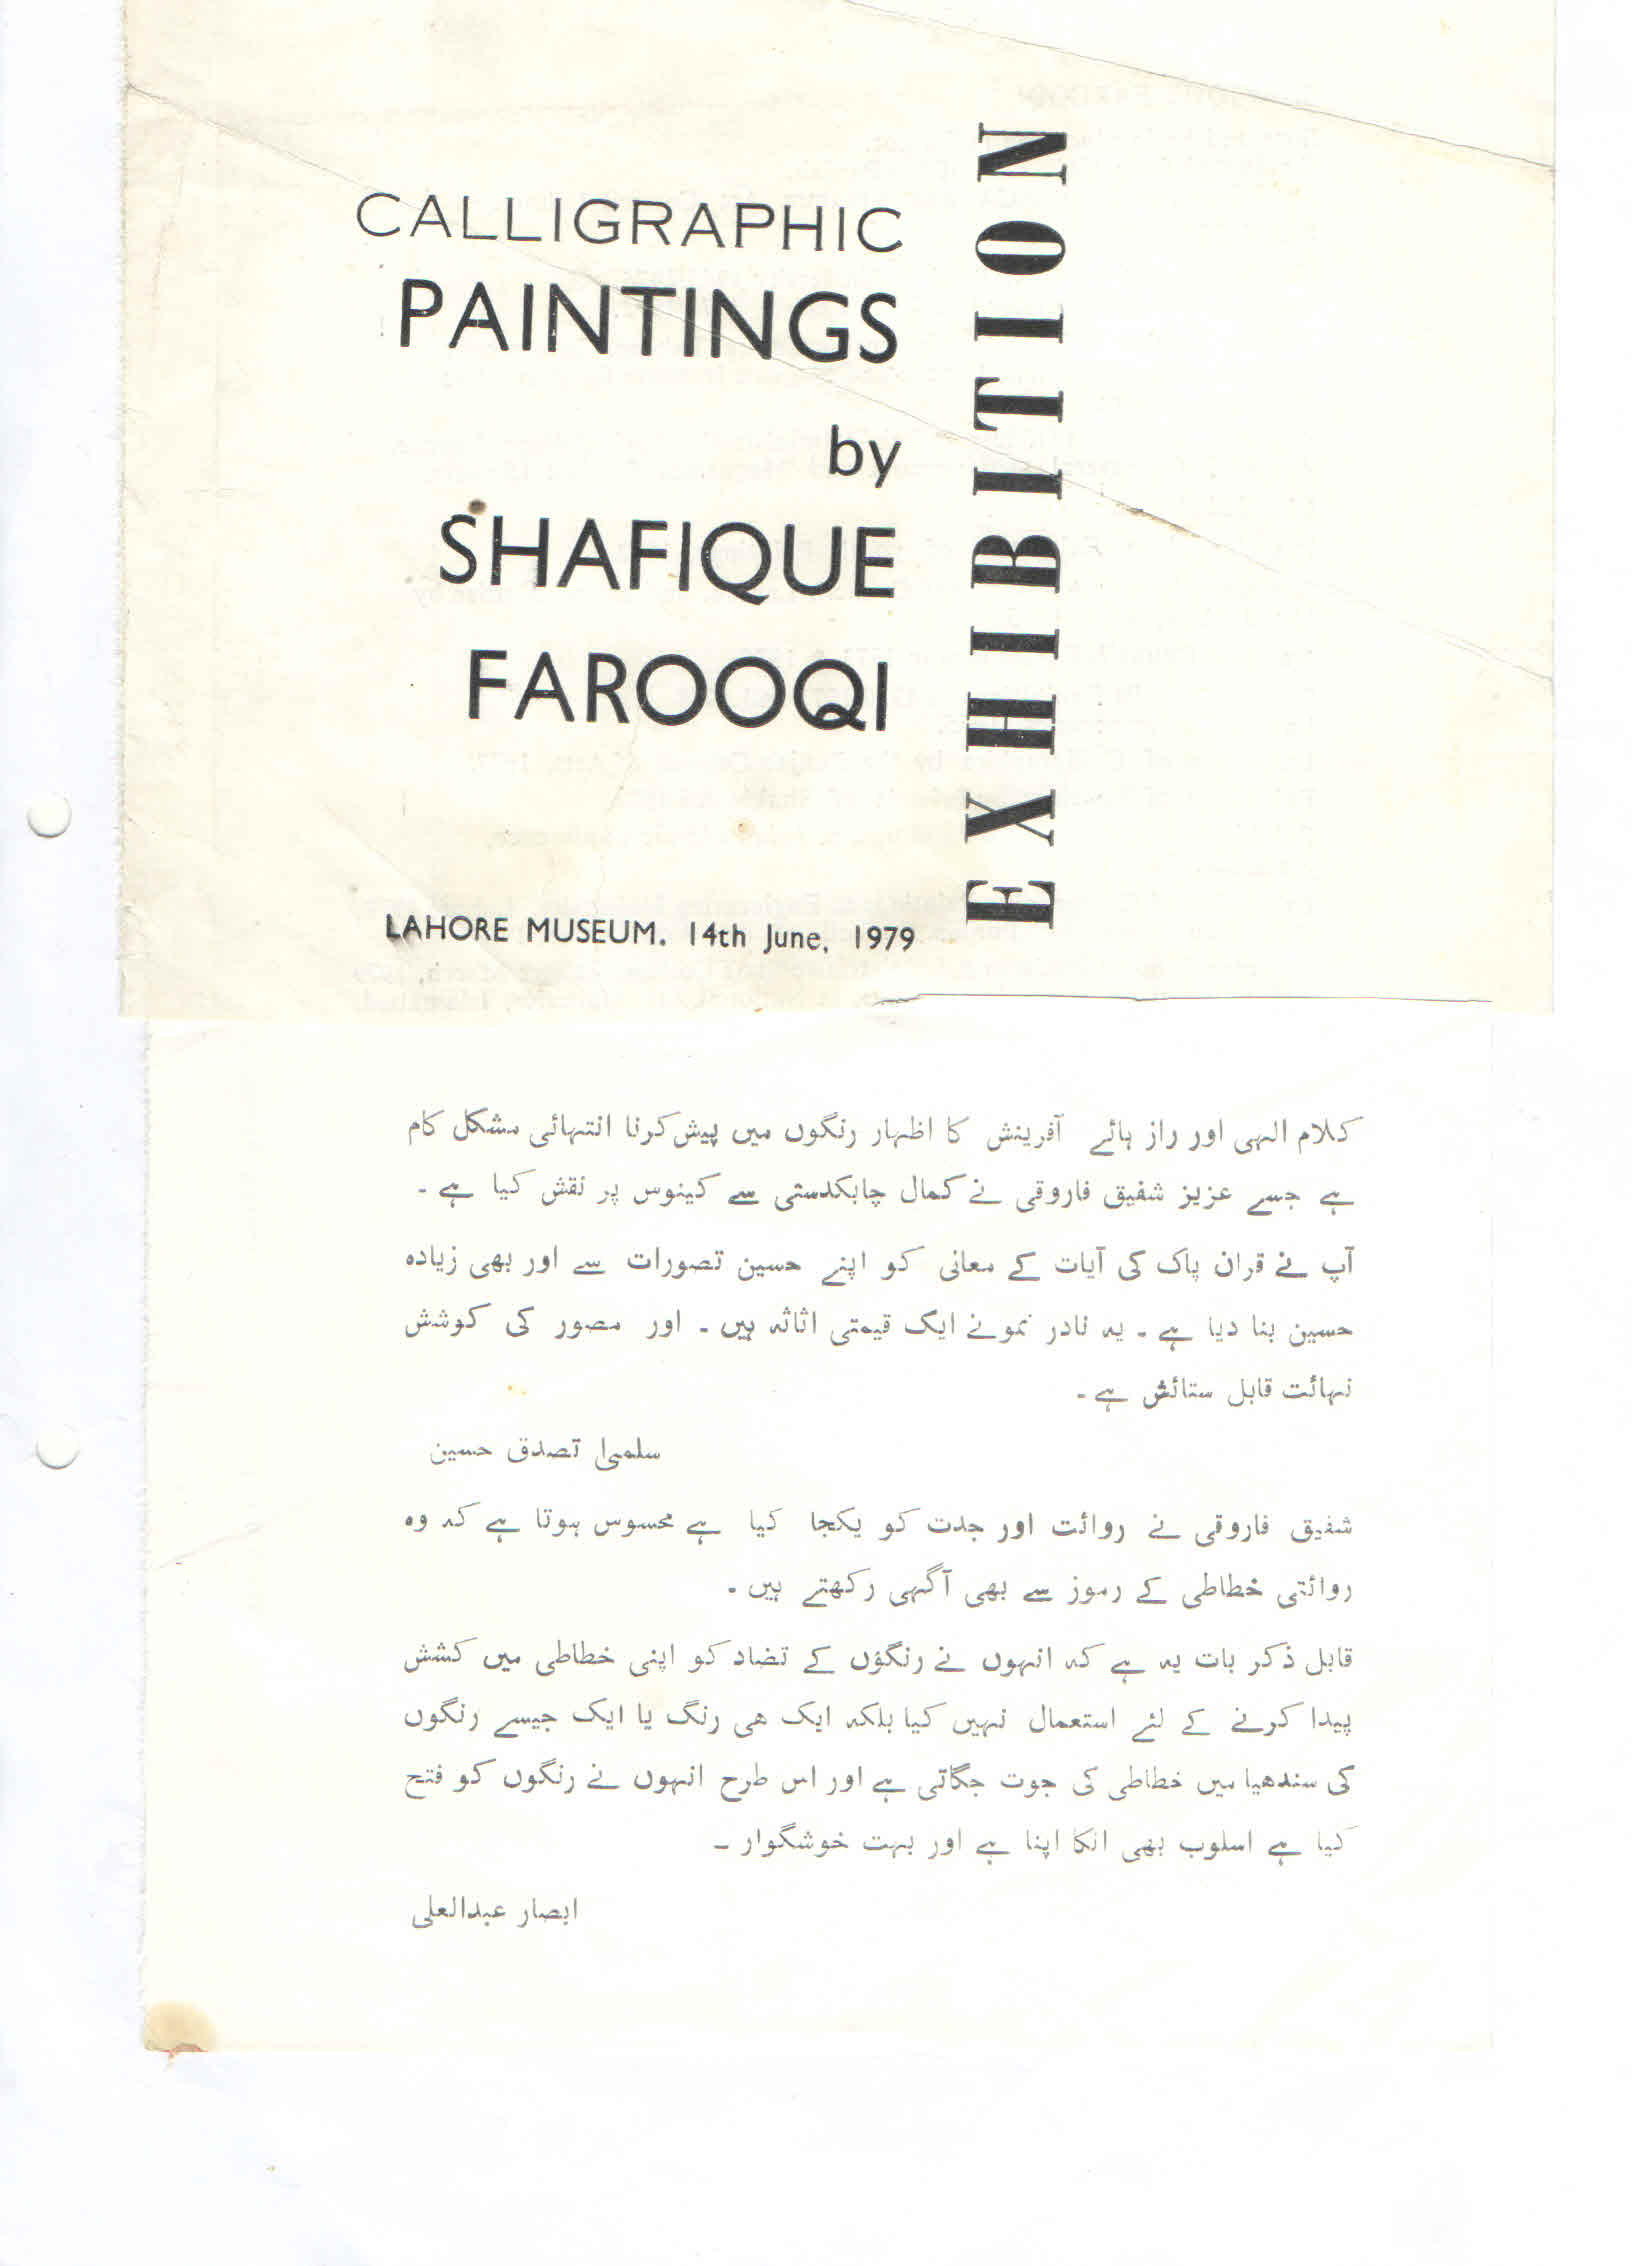 CALLIGRAPHIC
PAINTINGS
by
SHAFIQUE
FAROOQI
EXHIBITION
LAHORE MUSEUM. 14th June, 1979
کلام الہی اور راز ہائے آفرینش کا اظہار رنگوں میں پیش کرنا انتہائی مشکل کام
ہے جسے عزیز شفیق فاروقی نے کمال چابکدستی سے کینوس پر نقش کیا ہے ۔
آپ نے قران پاک کی آیات کے معانی کو اپنے حسین تصورات سے اور بھی زیادہ
حسین بنا دیا ہے ۔ یہ نادر نمونے ایک قیمتی اثاثہ ہیں ۔ اور مصور کی کوشش
نہائت قابل ستائش ہے ۔
سلمیٰ تصدق حسین
شفیق فاروقی نے روائت اور جدت کو یکجا کیا ہے محسوس ہوتا ہے کہ وہ
روائتی خطاطی کے رموز سے بھی آگہی رکھتے ہیں ۔
قابل ذکر بات یہ ہے کہ انہوں نے رنگؤں کے تضاد کو اپنی خطاطی میں کشش
پیدا کرنے کے لئے استعمال نہیں کیا بلکہ ایک ھی رنگ یا ایک جیسے رنگوں
کی سندھیا میں خطاطی کی جوت جگاتی ہے اور اس طرح انہوں نے رنگوں کو فتح
کیا ہے اسلوب بھی انکا اپنا ہے اور بہت خوشگوار ۔
ابصار عبدالعلی